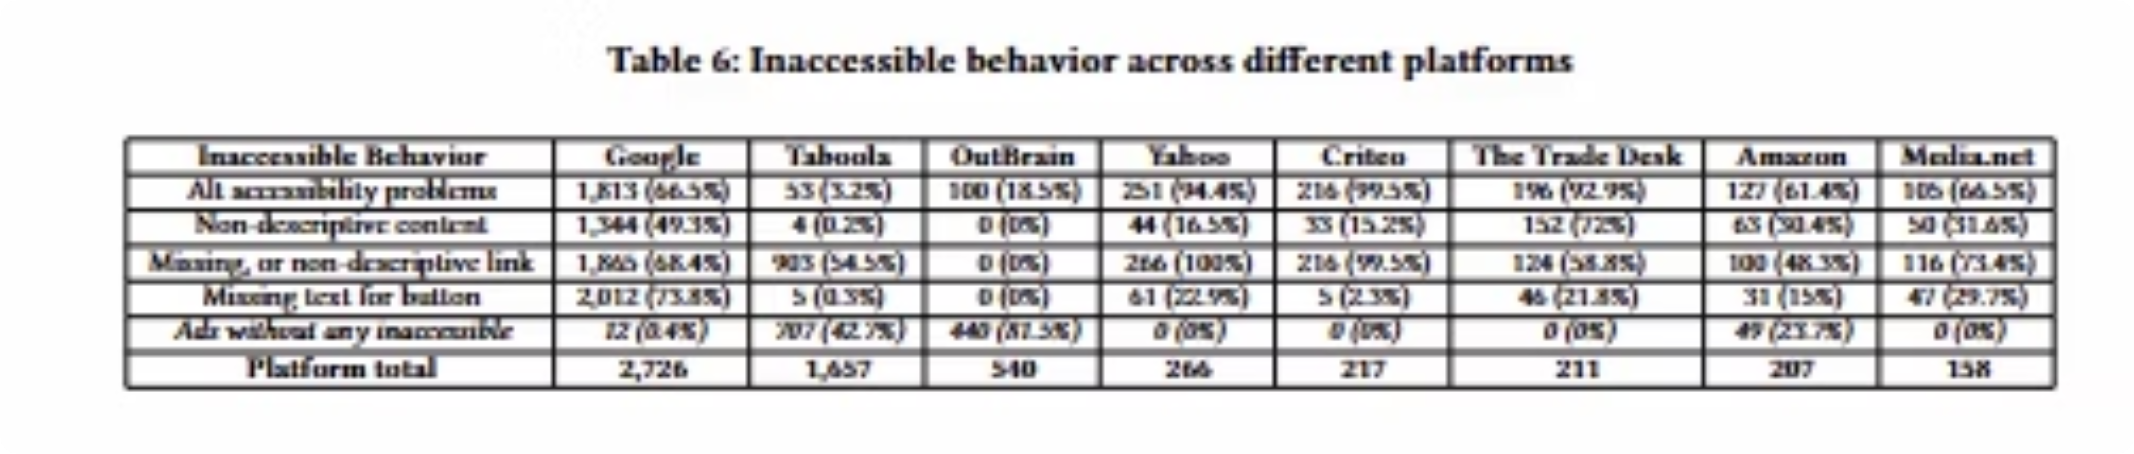 Table 6: Inaccessible behavior across different platforms
Inaccessible Behavior Google Taboola OutBrain Yahoo Criteo The Trade Desk Amazon Media.net
Alt accessibility problems 1,813 (66.5%) 53 (3.2%) 100 (18.5%) 251 (94.4%) 216 (99.5%) 196 (92.9%) 127 (61.4%) 105 (66.5%)
Non-descriptive content 1,344 (49.3%) 4 (0.2%) 0 (0%) 44 (16.5%) 33 (15.2%) 152 (72%) 63 (30.4%) 50 (31.6%)
Missing, or non-descriptive link 1,865 (68.4%) 903 (54.5%) 0 (0%) 266 (100%) 216 (99.5%) 124 (58.8%) 100 (48.3%) 116 (73.4%)
Missing text for button 2,012 (73.8%) 5 (0.3%) 0 (0%) 61 (22.9%) 5 (2.3%) 46 (21.8%) 31 (15%) 47 (29.7%)
Ads without any inaccessible 12 (0.4%) 707 (42.7%) 440 (81.5%) 0 (0%) 0 (0%) 0 (0%) 49 (23.7%) 0 (0%)
Platform total 2,726 1,657 540 266 217 211 207 158